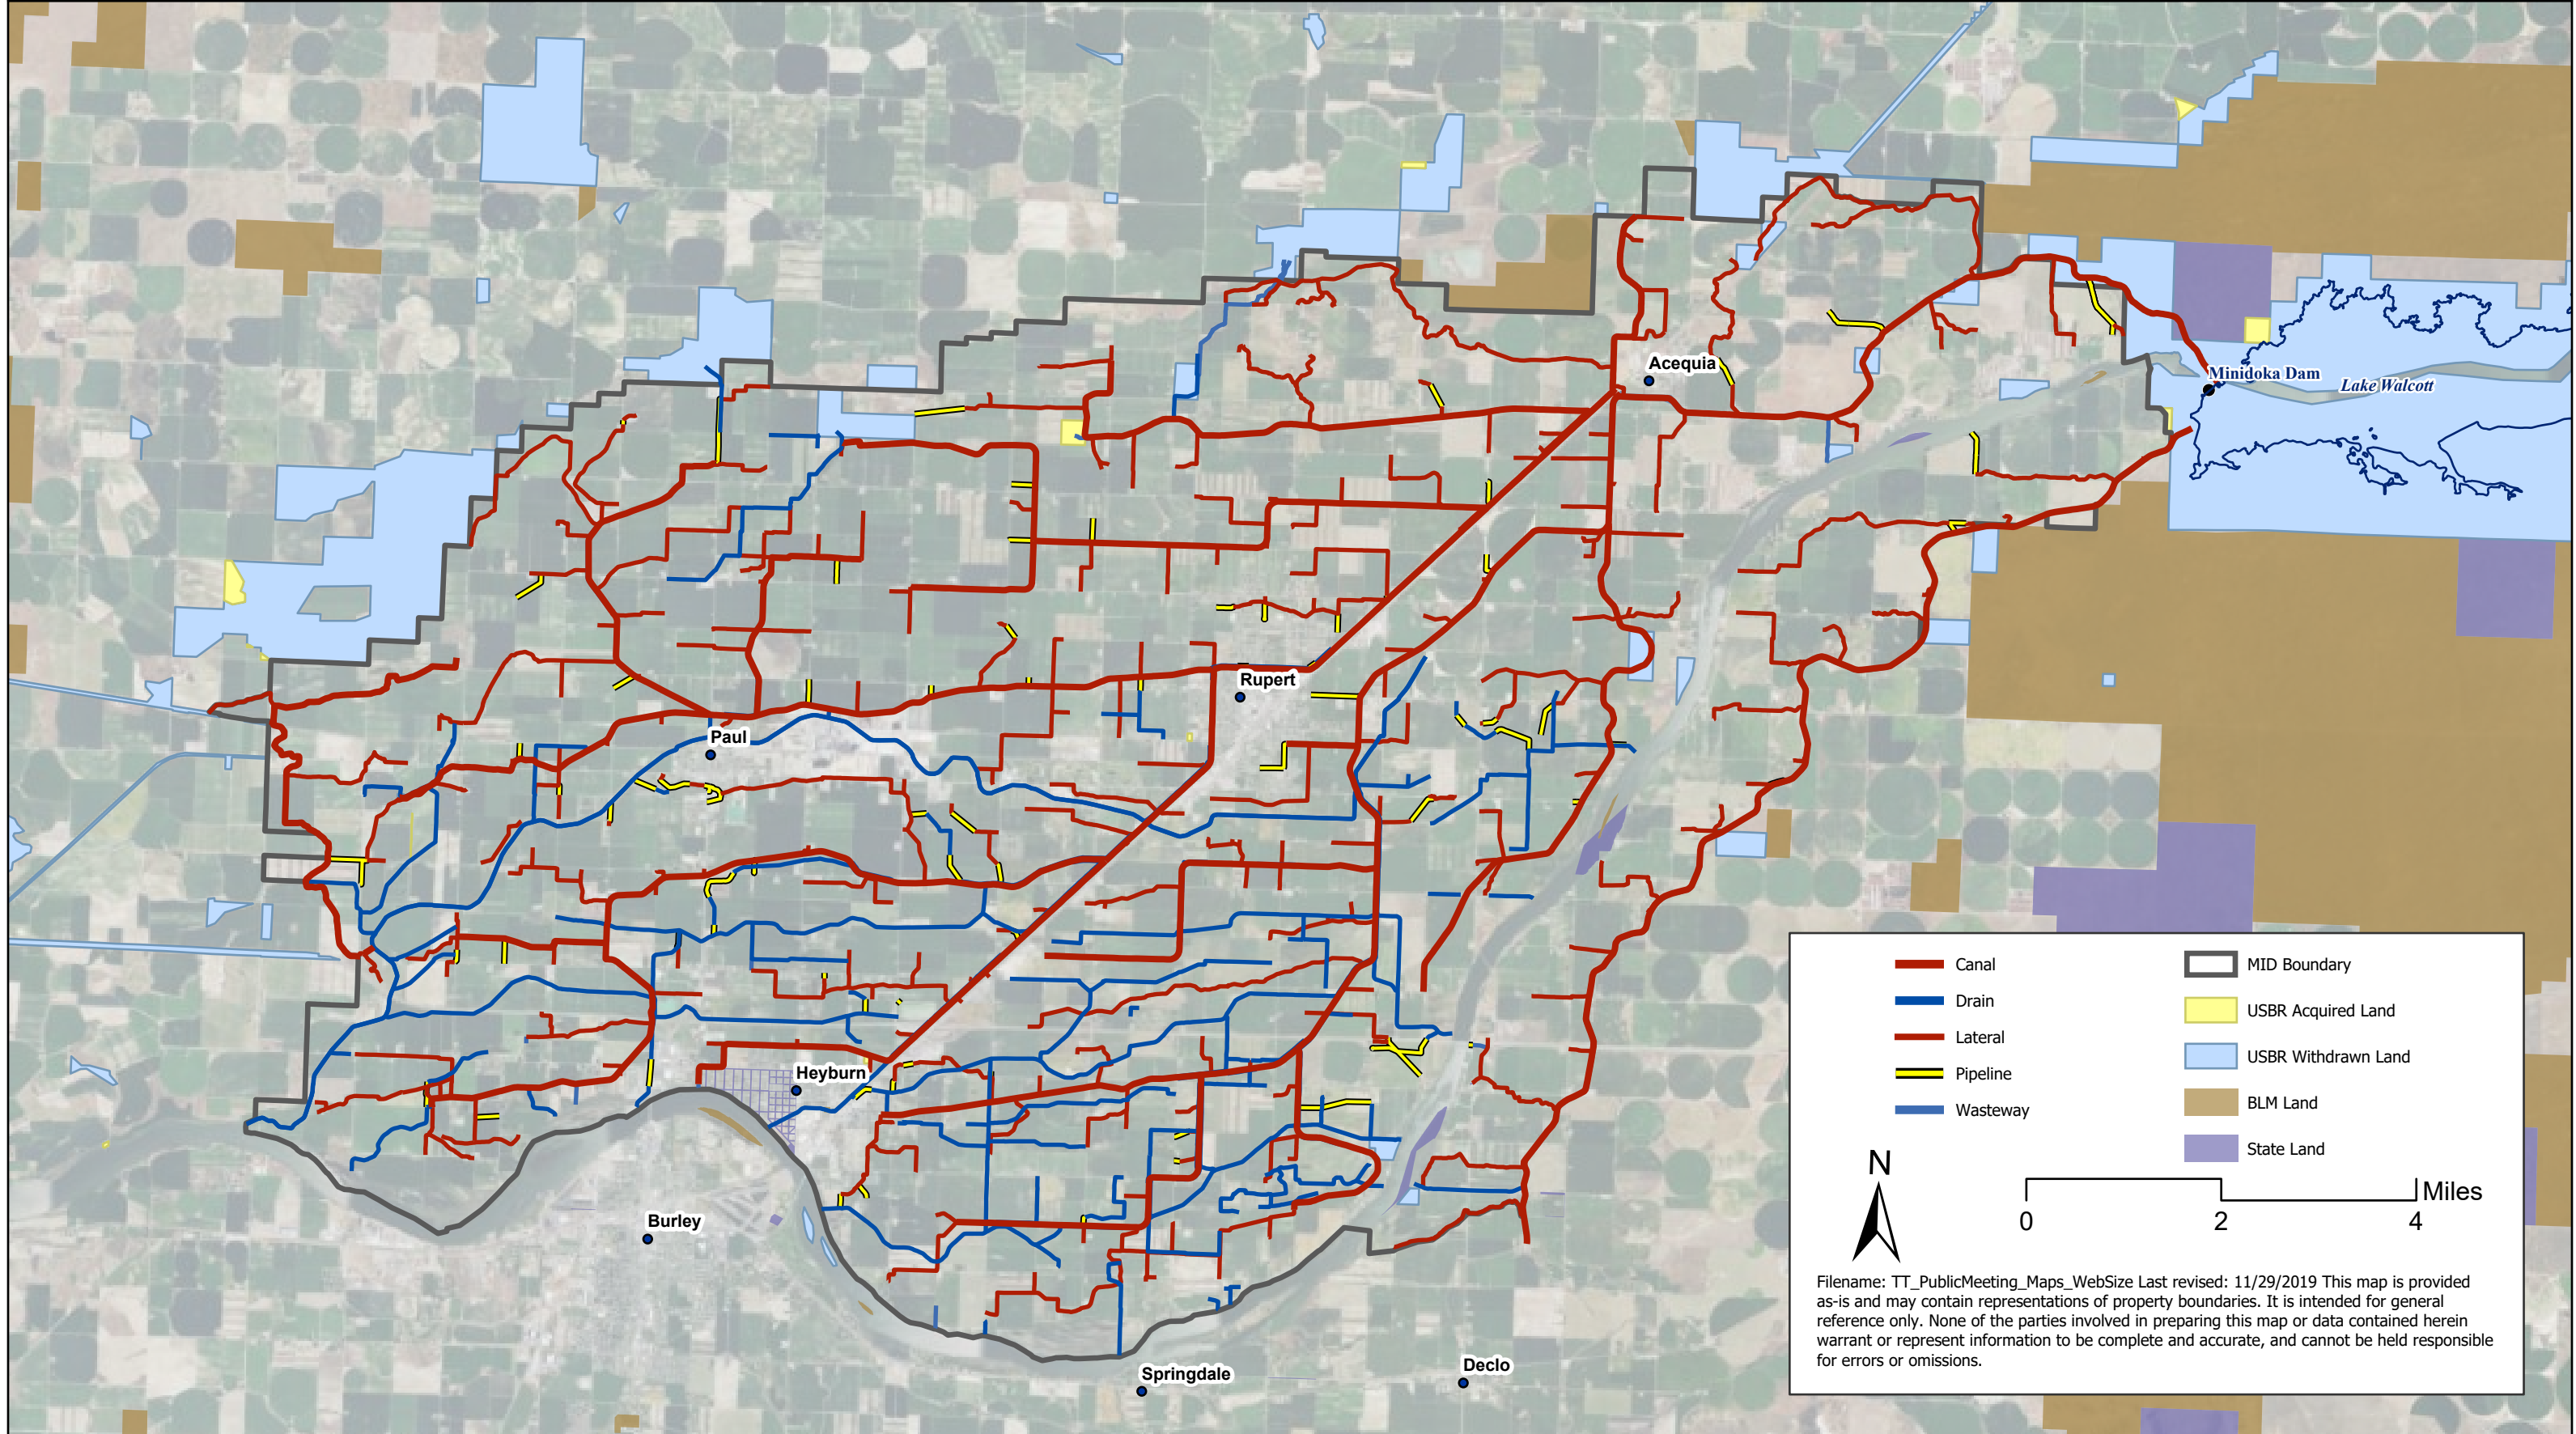 Acequia
Minidoka Dam
Lake Walcott
Rupert
Paul
Heyburn
Burley
Springdale
Declo
Canal
Drain
Lateral
Pipeline
Wasteway
MID Boundary
USBR Acquired Land
USBR Withdrawn Land
BLM Land
State Land
N
Miles
0 2 4
Filename: TT_PublicMeeting_Maps_WebSize Last revised: 11/29/2019 This map is provided
as-is and may contain representations of property boundaries. It is intended for general
reference only. None of the parties involved in preparing this map or data contained herein
warrant or represent information to be complete and accurate, and cannot be held responsible
for errors or omissions.